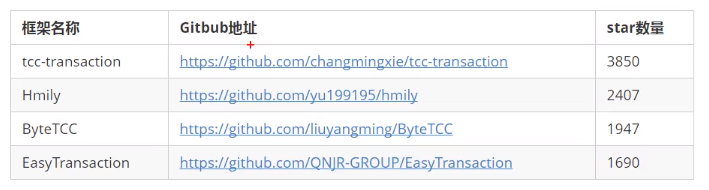 框架名称 Gitbub地址 star数量
tcc-transaction https://github.com/changmingxie/tcc-transaction 3850
Hmily https://github.com/yu199195/hmily 2407
ByteTCC https://github.com/liuyangming/ByteTCC 1947
EasyTransaction https://github.com/QNJR-GROUP/EasyTransaction 1690